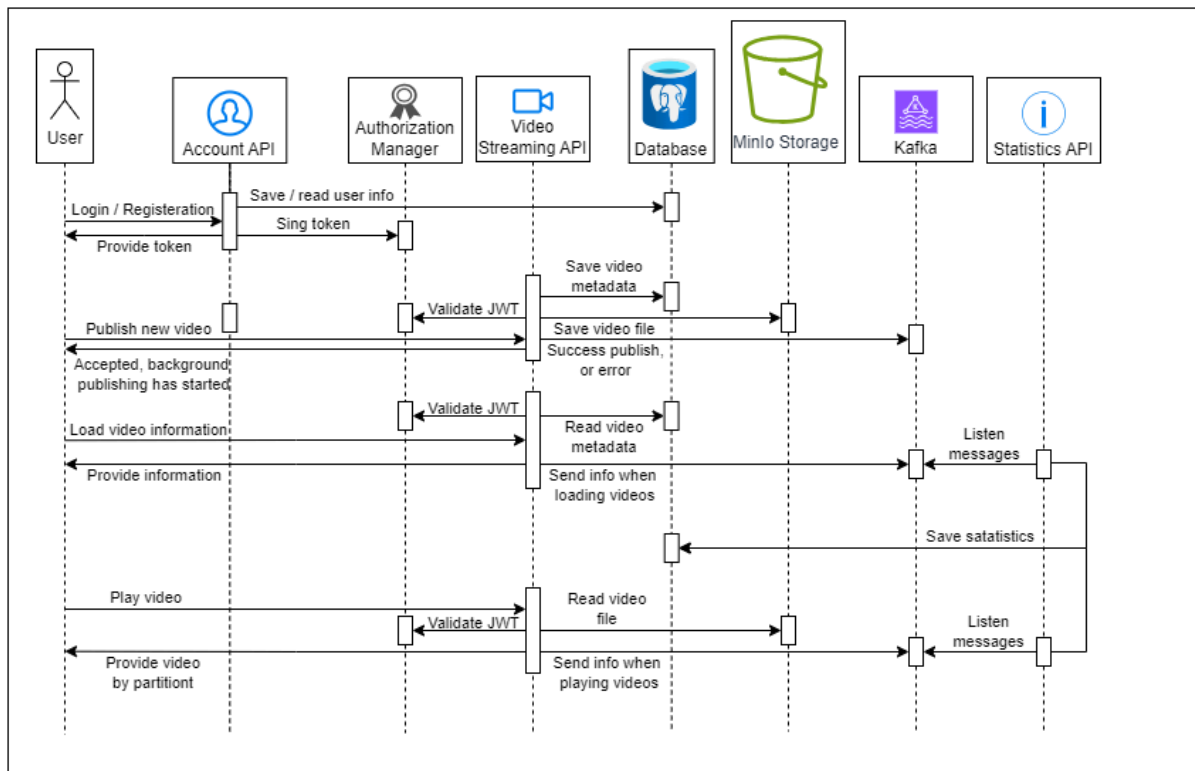 User
Account API
Authorization
Manager
Video
Streaming API
Database
MinIo Storage
Kafka
Statistics API
Save / read user info
Login / Registeration
Sing token
Provide token
Save video
metadata
Validate JWT
Publish new video
Save video file
Accepted, background
publishing has started
Success publish,
or error
Validate JWT
Load video information
Read video
metadata
Listen
messages
Provide information
Send info when
loading videos
Save satatistics
Play video
Read video
file
Validate JWT
Listen
messages
Provide video
by partitiont
Send info when
playing videos